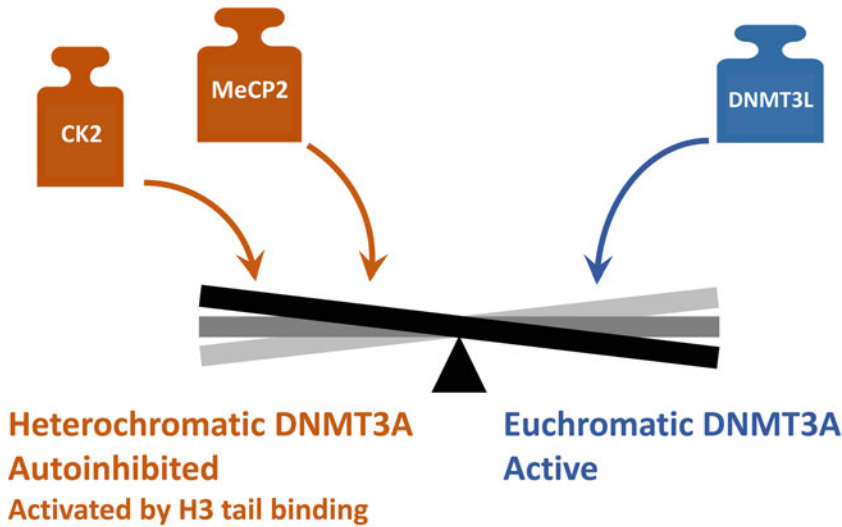 CK2
MeCP2
DNMT3L
Heterochromatic DNMT3A
Autoinhibited
Activated by H3 tail binding
Euchromatic DNMT3A
Active